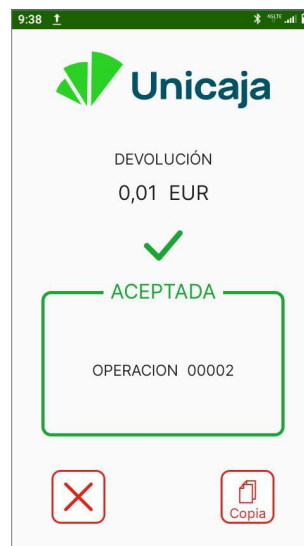 9:38
Unicaja
DEVOLUCIÓN
0,01 EUR
ACEPTADA
OPERACION 00002
Copia